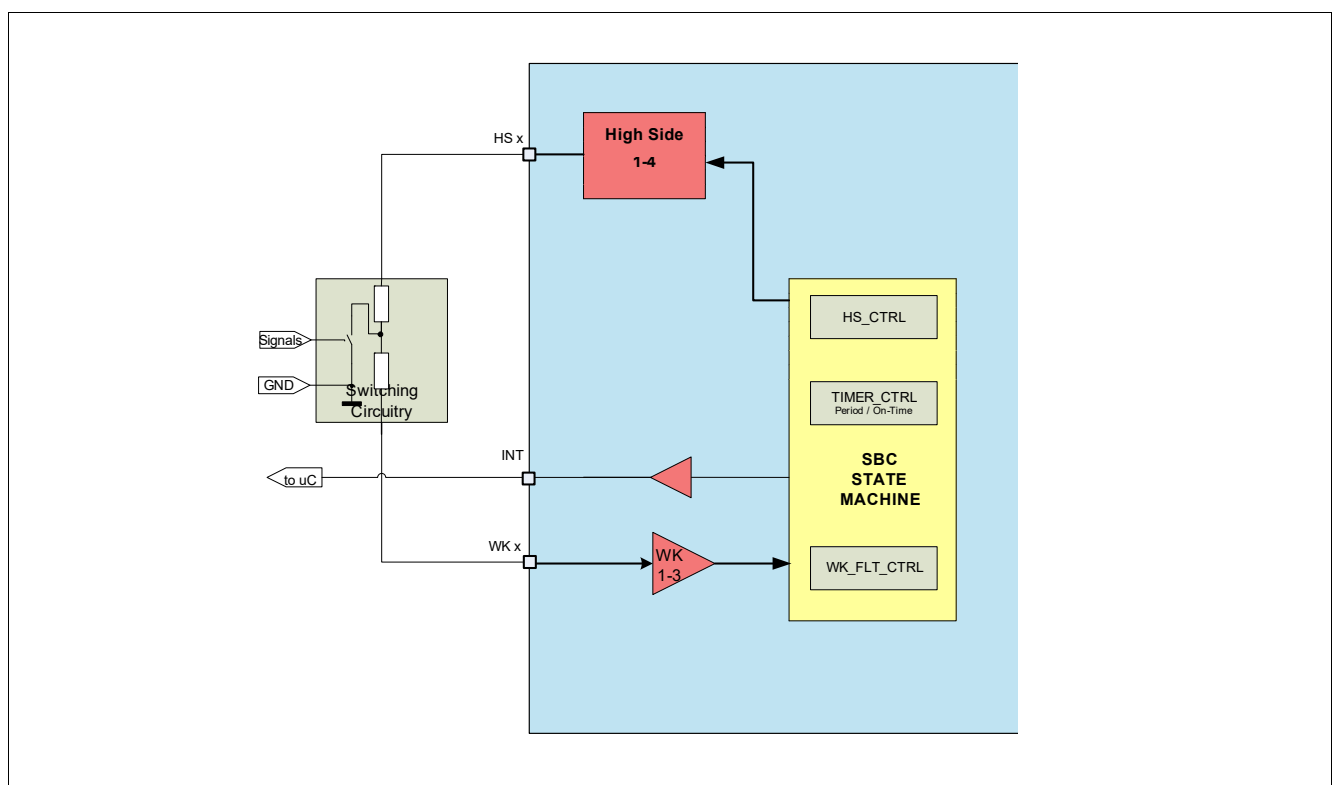 HS x
High Side
1-4
HS_CTRL
Signals
GND
Switching
Circuitry
TIMER_CTRL
Period / On-Time
INT
SBC
STATE
MACHINE
to uC
WK x
WK
1-3
WK_FLT_CTRL